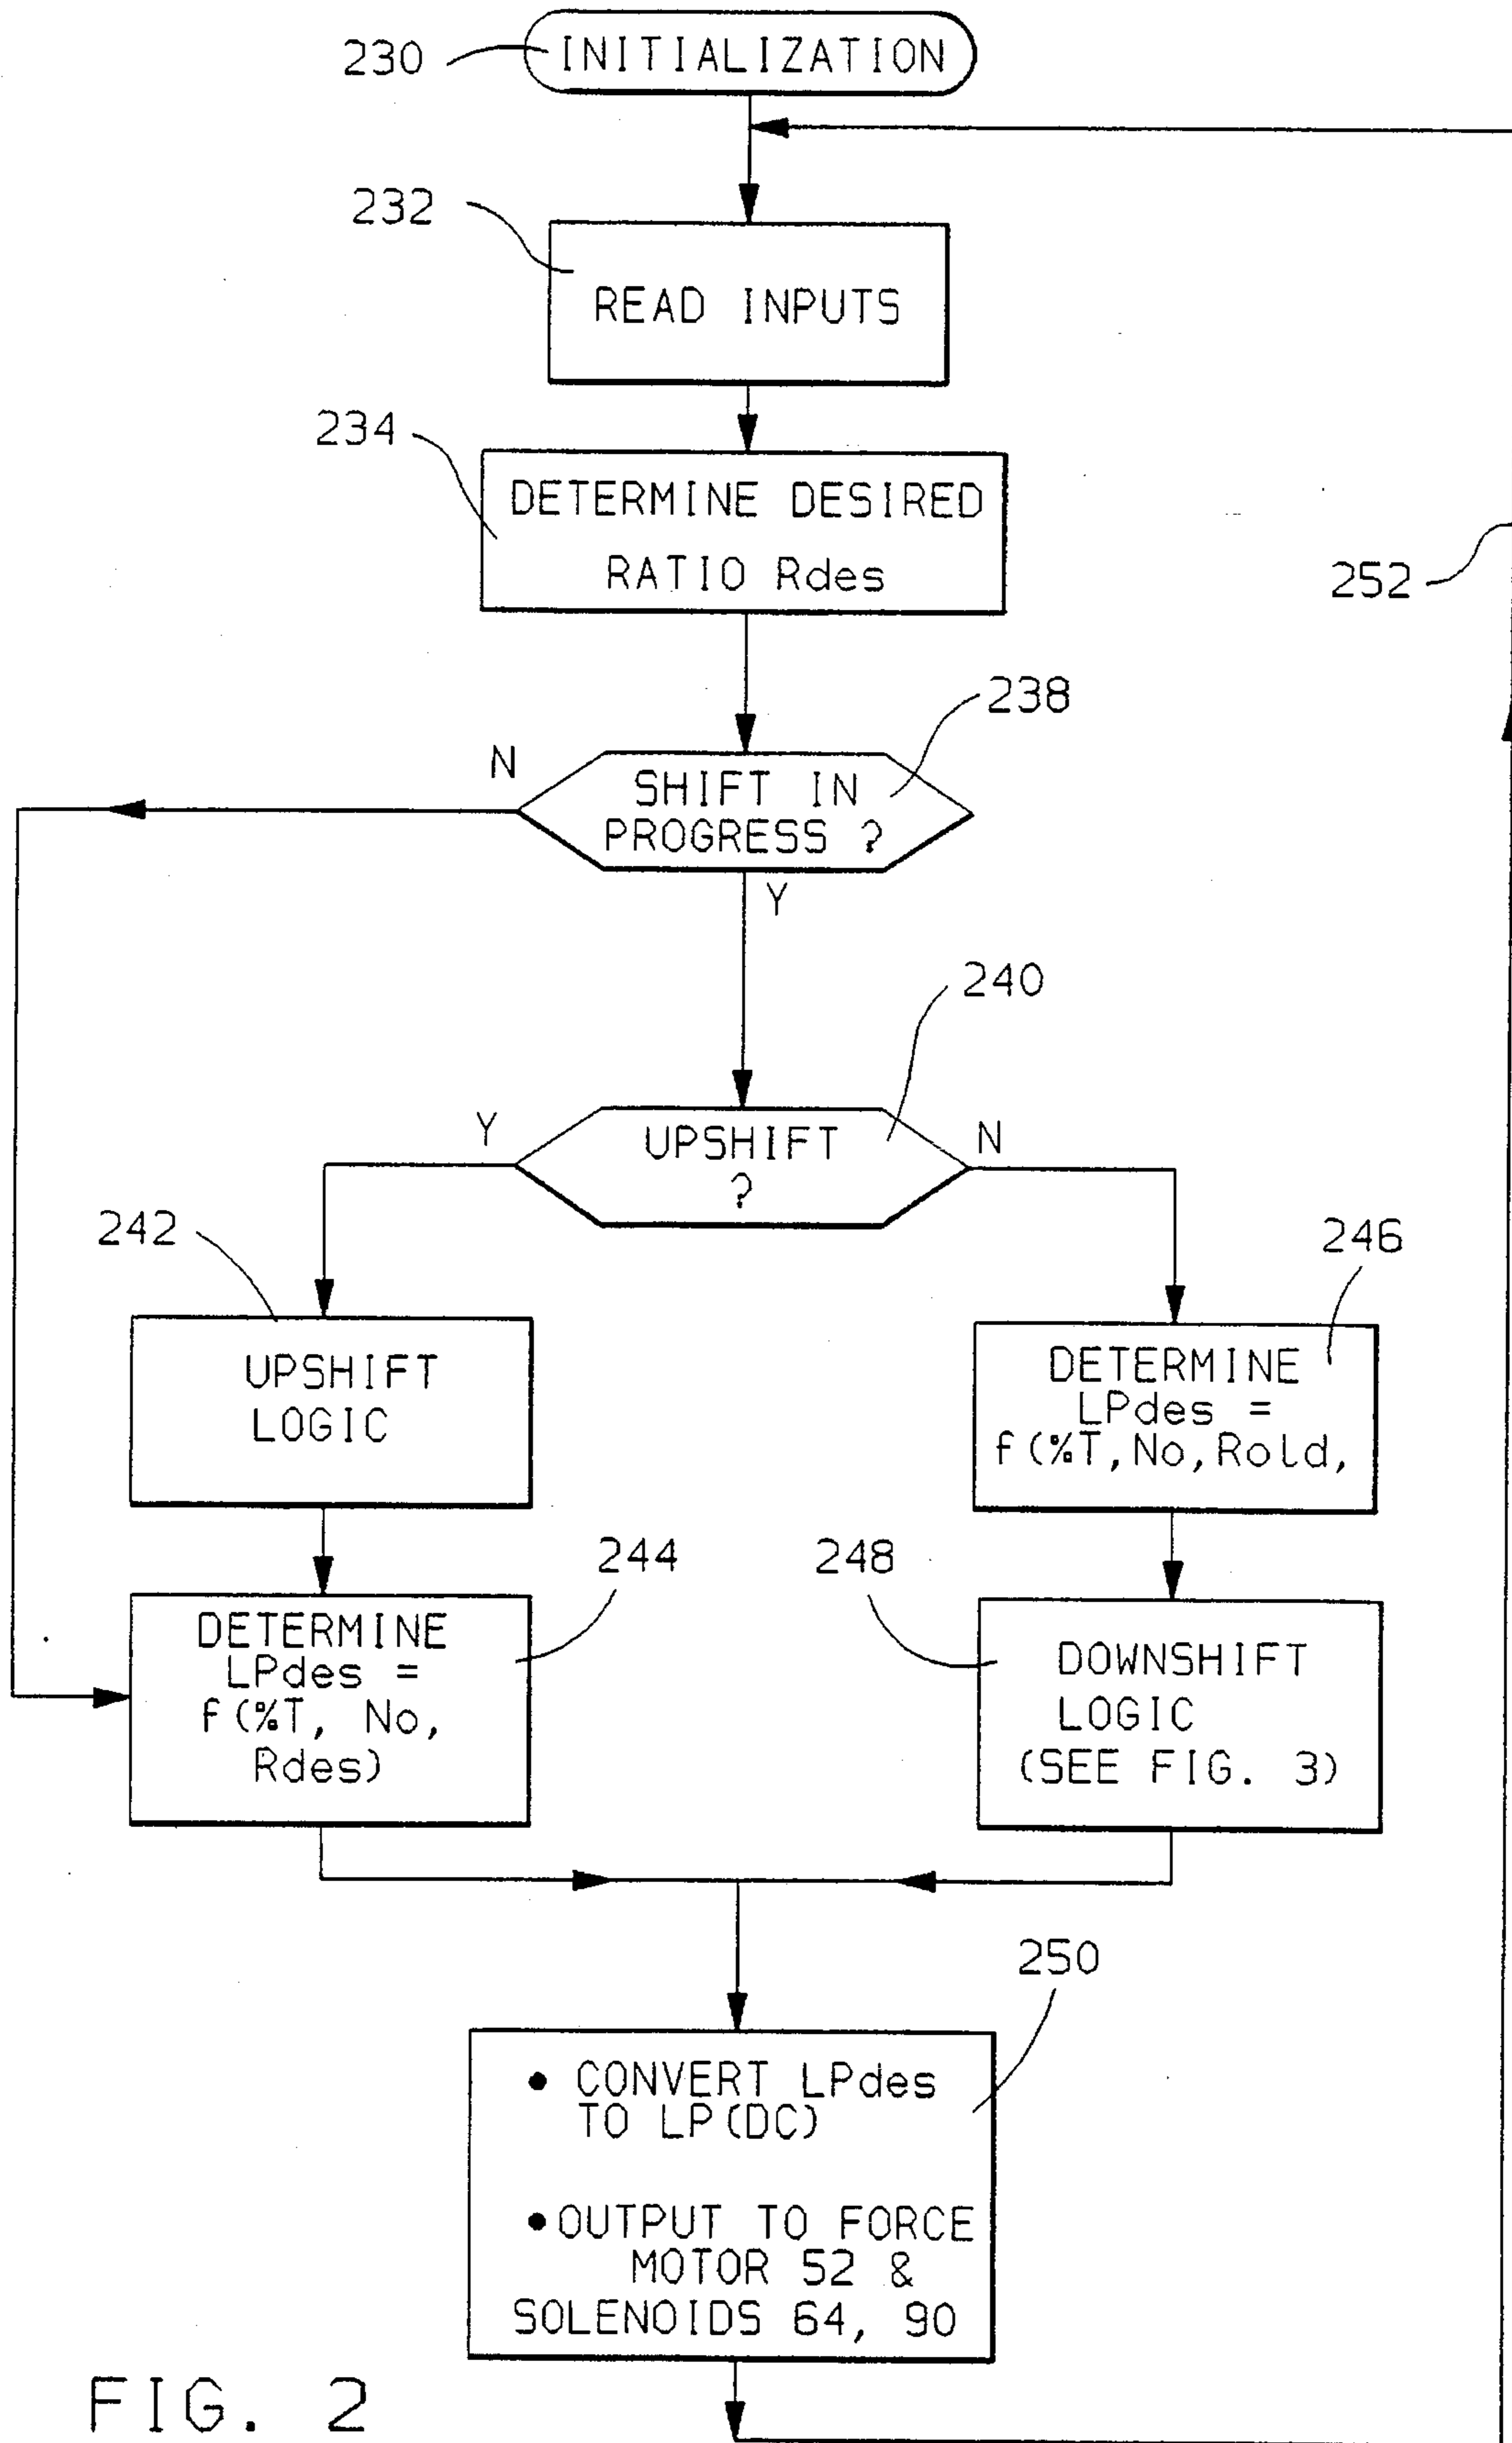 230
INITIALIZATION
232
READ INPUTS
234
DETERMINE DESIRED
RATIO Rdes
252
238
N
SHIFT IN
PROGRESS ?
Y
240
Y
UPSHIFT
?
N
242
246
UPSHIFT
LOGIC
DETERMINE
LPdes =
f(%T,No,Rold,
244
248
DETERMINE
LPdes =
f(%T, No,
Rdes)
DOWNSHIFT
LOGIC
(SEE FIG. 3)
250
• CONVERT LPdes
TO LP(DC)
• OUTPUT TO FORCE
MOTOR 52 &
SOLENOIDS 64, 90
FIG. 2